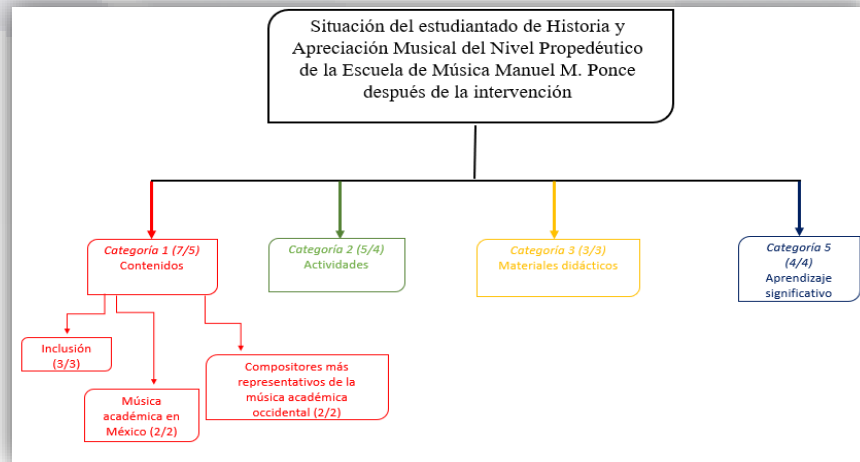 Situación del estudiantado de Historia y
Apreciación Musical del Nivel Propedéutico
de la Escuela de Música Manuel M. Ponce
después de la intervención
Categoría 1 (7/5)
Contenidos
Categoría 2 (5/4)
Actividades
Categoría 3 (3/3)
Materiales didácticos
Categoría 5
(4/4)
Aprendizaje
significativo
Inclusión
(3/3)
Música
académica en
México (2/2)
Compositores más
representativos de la
música académica
occidental (2/2)